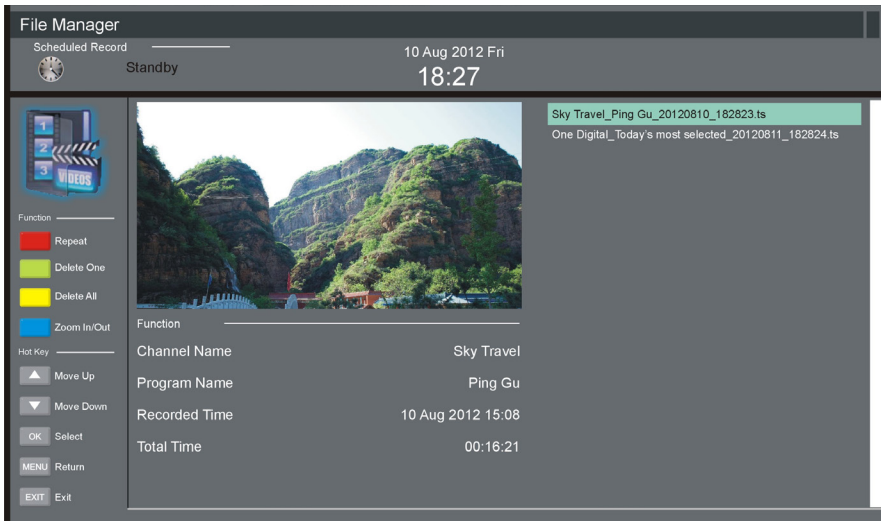 File Manager
Scheduled Record
Standby
10 Aug 2012 Fri
18:27
1
2
3
VIDEOS
Function
Repeat
Delete One
Delete All
Zoom In/Out
Hot Key
Move Up
Move Down
OK Select
MENU Return
EXIT Exit
Function
Channel Name Sky Travel
Program Name Ping Gu
Recorded Time 10 Aug 2012 15:08
Total Time 00:16:21
Sky Travel_Ping Gu_20120810_182823.ts
One Digital_Today's most selected_20120811_182824.ts